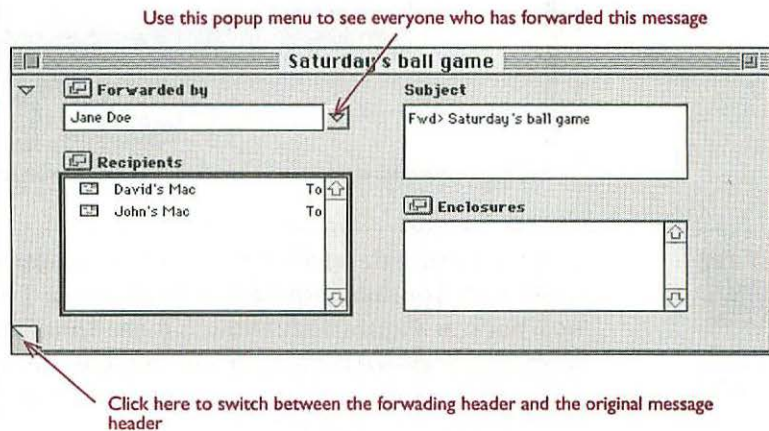 Use this popup menu to see everyone who has forwarded this message
Saturday's ball game
Forwarded by
Subject
Jane Doe
Fwd> Saturday's ball game
Recipients
David's Mac To
John's Mac To
Enclosures
Click here to switch between the forwading header and the original message
header